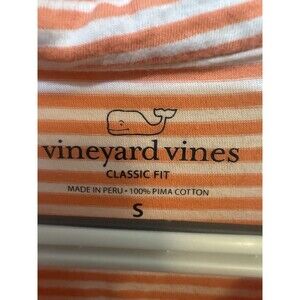 vineyard vines
CLASSIC FIT
MADE IN PERU • 100% PIMA COTTON
S